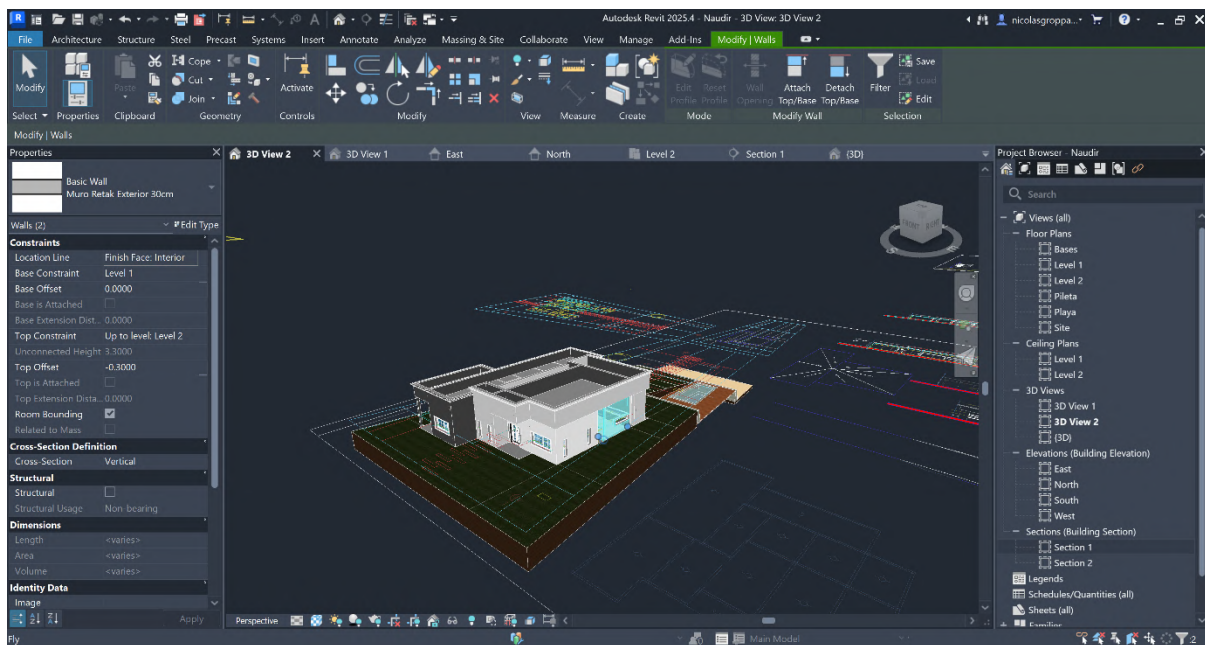 R
Autodesk Revit 2025.4 - Naudir - 3D View: 3D View 2
nicolasgroppa...
File Architecture Structure Steel Precast Systems Insert Annotate Analyze Massing & Site Collaborate View Manage Add-Ins Modify | Walls
Modify Paste Cope Cut Join Activate Edit Profile Reset Profile Wall Opening Attach Top/Base Detach Top/Base Filter Save Load Edit
Select Properties Clipboard Geometry Controls Modify View Measure Create Mode Modify Wall Selection
Modify | Walls
Properties
Basic Wall
Muro Retak Exterior 30cm
Walls (2) Edit Type
Constraints
Location Line Finish Face: Interior
Base Constraint Level 1
Base Offset 0.0000
Base is Attached
Base Extension Dist... 0.0000
Top Constraint Up to level: Level 2
Unconnected Height 3.3000
Top Offset -0.3000
Top is Attached
Top Extension Dista... 0.0000
Room Bounding
Related to Mass
Cross-Section Definition
Cross-Section Vertical
Structural
Structural
Structural Usage Non-bearing
Dimensions
Length <varies>
Area <varies>
Volume <varies>
Identity Data
Image
Apply
Fly
3D View 2 3D View 1 East North Level 2 Section 1 {3D}
Perspective
Main Model
:2
Project Browser - Naudir
Search
Views (all)
Floor Plans
Bases
Level 1
Level 2
Pileta
Playa
Site
Ceiling Plans
Level 1
Level 2
3D Views
3D View 1
3D View 2
{3D}
Elevations (Building Elevation)
East
North
South
West
Sections (Building Section)
Section 1
Section 2
Legends
Schedules/Quantities (all)
Sheets (all)
Families